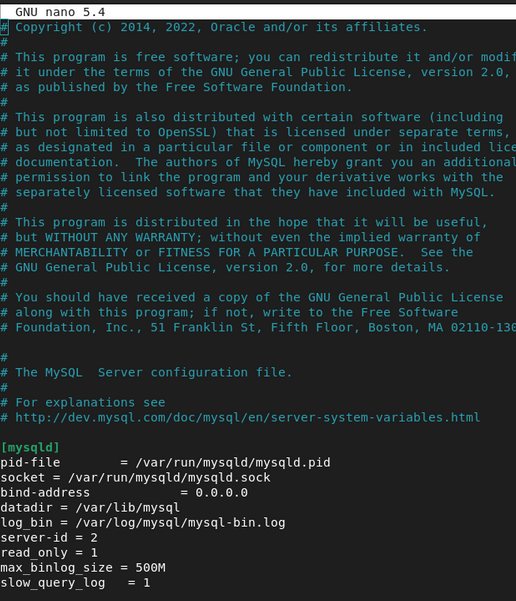 GNU nano 5.4
# Copyright (c) 2014, 2022, Oracle and/or its affiliates.
#
# This program is free software; you can redistribute it and/or modif
# it under the terms of the GNU General Public License, version 2.0,
# as published by the Free Software Foundation.
#
# This program is also distributed with certain software (including
# but not limited to OpenSSL) that is licensed under separate terms,
# as designated in a particular file or component or in included lice
# documentation.  The authors of MySQL hereby grant you an additional
# permission to link the program and your derivative works with the
# separately licensed software that they have included with MySQL.
#
# This program is distributed in the hope that it will be useful,
# but WITHOUT ANY WARRANTY; without even the implied warranty of
# MERCHANTABILITY or FITNESS FOR A PARTICULAR PURPOSE.  See the
# GNU General Public License, version 2.0, for more details.
#
# You should have received a copy of the GNU General Public License
# along with this program; if not, write to the Free Software
# Foundation, Inc., 51 Franklin St, Fifth Floor, Boston, MA 02110-130
#
# The MySQL  Server configuration file.
#
# For explanations see
# http://dev.mysql.com/doc/mysql/en/server-system-variables.html
[mysqld]
pid-file        = /var/run/mysqld/mysqld.pid
socket = /var/run/mysqld/mysqld.sock
bind-address            = 0.0.0.0
datadir = /var/lib/mysql
log_bin = /var/log/mysql/mysql-bin.log
server-id = 2
read_only = 1
max_binlog_size = 500M
slow_query_log   = 1